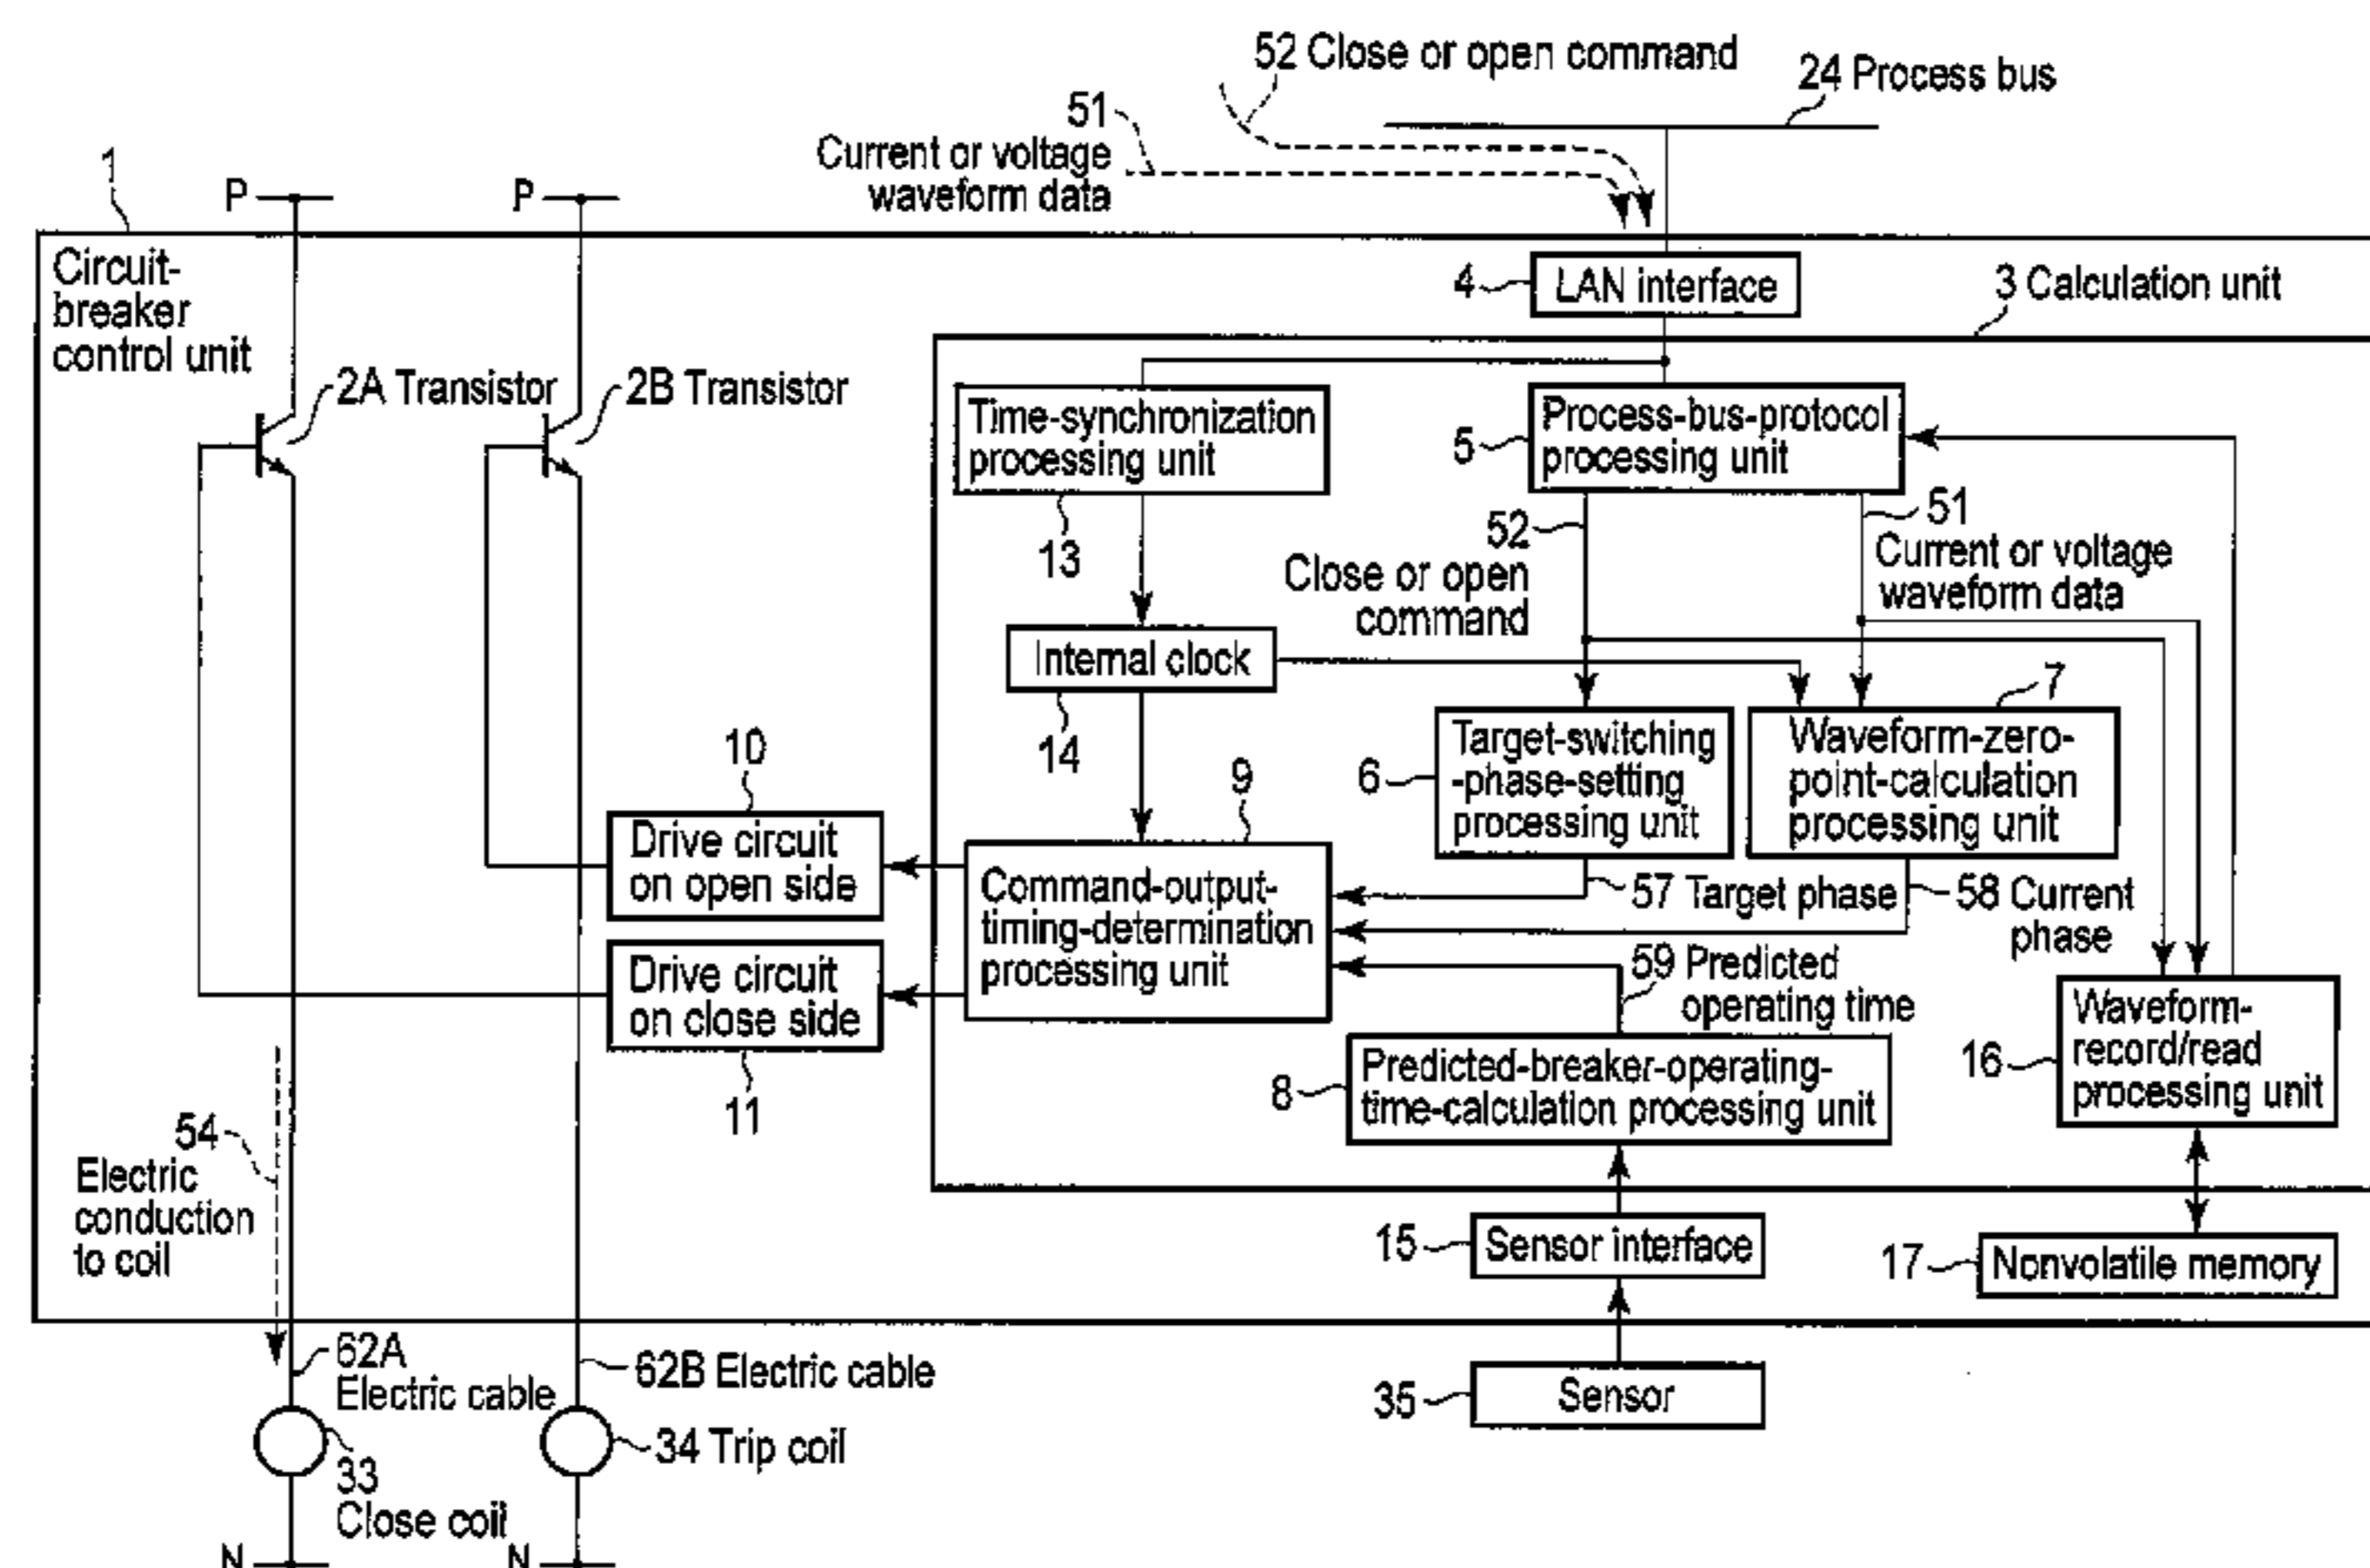 52 Close or open command
24 Process bus
51
Current or voltage
waveform data
1
P
P
Circuit-
breaker
control unit
4
LAN interface
3 Calculation unit
2A Transistor
2B Transistor
Time-synchronization
processing unit
5
Process-bus-protocol
processing unit
13
52
Close or open
command
51
Current or voltage
waveform data
Internal clock
14
7
10
9
6
Target-switching
-phase-setting
processing unit
Waveform-zero-
point-calculation
processing unit
Drive circuit
on open side
Command-output-
timing-determination
processing unit
57 Target phase
58 Current
phase
Drive circuit
on close side
59 Predicted
operating time
11
8
Predicted-breaker-operating-
time-calculation processing unit
16
Waveform-
record/read
processing unit
54
Electric
conduction
to coil
15
Sensor interface
17
Nonvolatile memory
62A
Electric cable
62B Electric cable
35
Sensor
33
Close coil
34 Trip coil
N
N